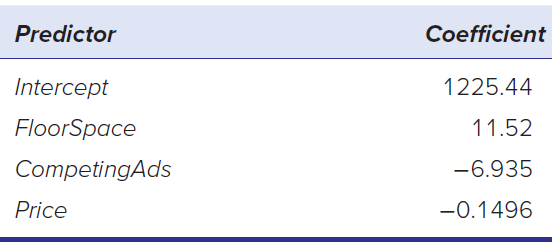 Predictor Coefficient
Intercept 1225.44
FloorSpace 11.52
CompetingAds −6.935
Price −0.1496